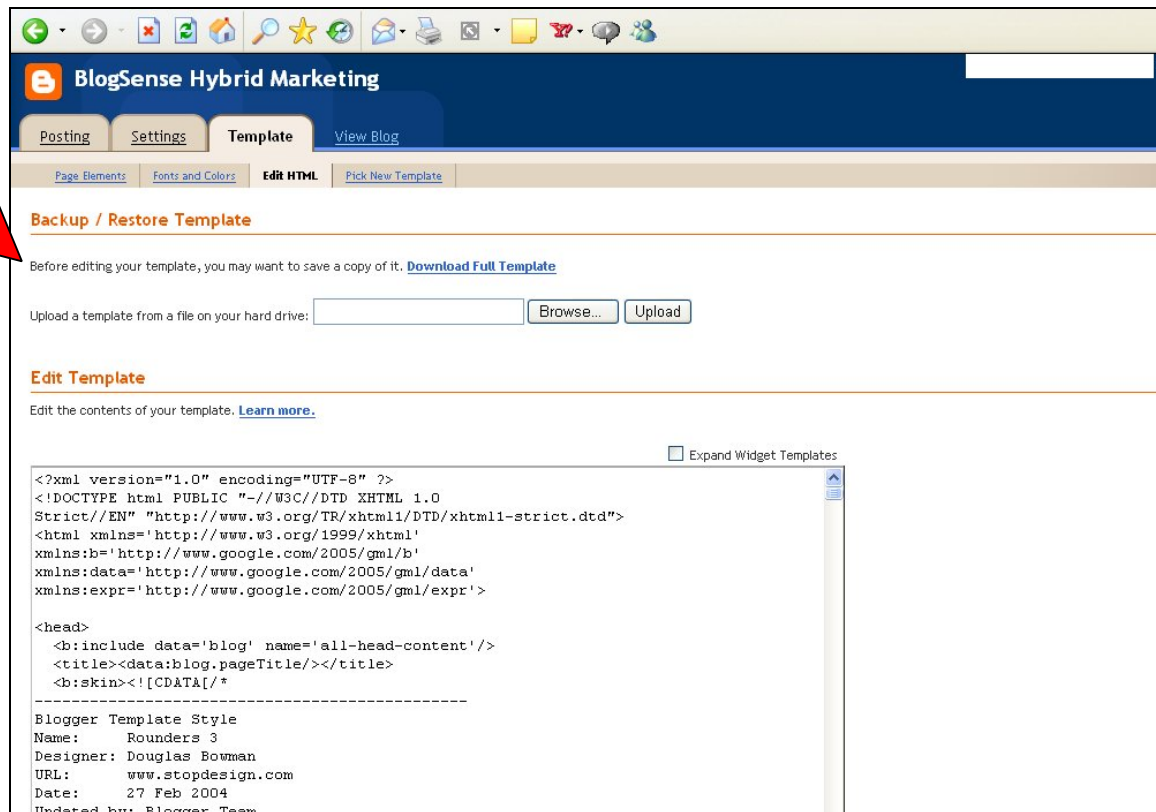 BlogSense Hybrid Marketing
Posting Settings Template View Blog
Page Elements Fonts and Colors Edit HTML Pick New Template
Backup / Restore Template
Before editing your template, you may want to save a copy of it. Download Full Template
Upload a template from a file on your hard drive: Browse... Upload
Edit Template
Edit the contents of your template. Learn more.
Expand Widget Templates
<?xml version="1.0" encoding="UTF-8" ?>
<!DOCTYPE html PUBLIC "-//W3C//DTD XHTML 1.0
Strict//EN" "http://www.w3.org/TR/xhtml1/DTD/xhtml1-strict.dtd">
<html xmlns='http://www.w3.org/1999/xhtml'
xmlns:b='http://www.google.com/2005/gml/b'
xmlns:data='http://www.google.com/2005/gml/data'
xmlns:expr='http://www.google.com/2005/gml/expr'>
<head>
<b:include data='blog' name='all-head-content'/>
<title><data:blog.pageTitle/></title>
<b:skin><![CDATA[/*
-----------------------------------------------
Blogger Template Style
Name: Rounders 3
Designer: Douglas Bowman
URL: www.stopdesign.com
Date: 27 Feb 2004
Updated by: Blogger Team